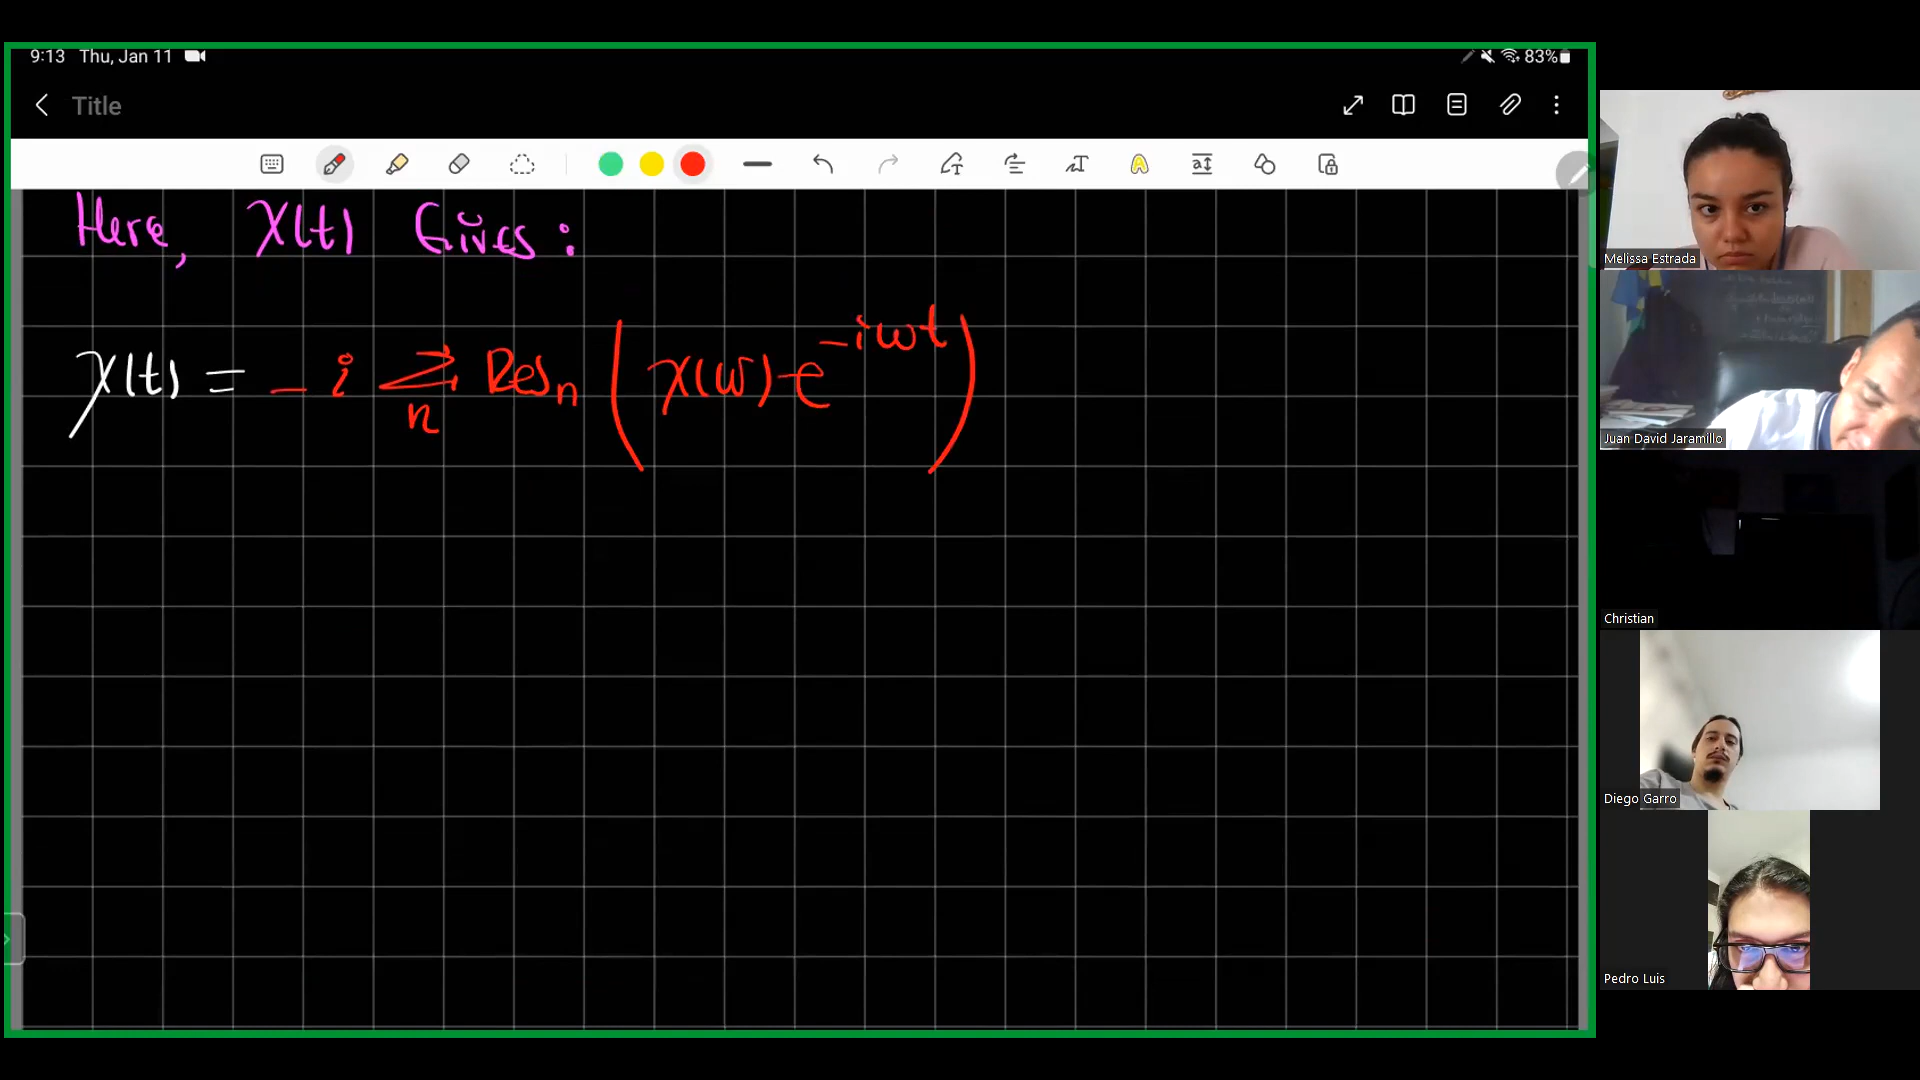 9:13 Thu, Jan 11 83%
Title
Here, χ(t) Gives:
χ(t) = - i Σ_n Res_n ( χ(ω) e^{-iωt} )
Melissa Estrada
Juan David Jaramillo
Christian
Diego Garro
Pedro Luis